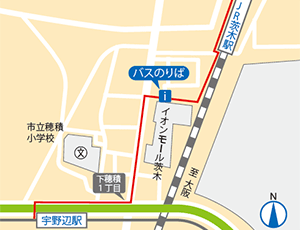 JR茨木駅
バスのりば
i
イオンモール茨木
市立穂積
小学校
文
至 大阪
下穂積
1丁目
宇野辺駅
N